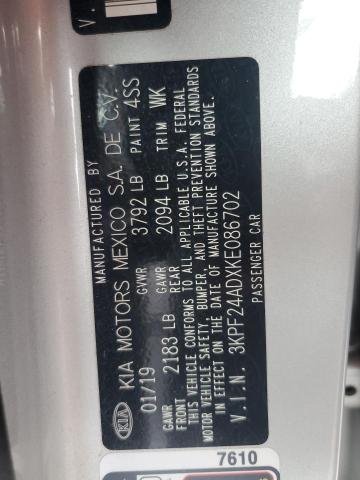 MANUFACTURED BY
KIA KIA MOTORS MEXICO S.A. DE C.V.
01/19 GVWR 3792 LB PAINT 4SS
GAWR FRONT 2183 LB GAWR REAR 2094 LB TRIM WK
THIS VEHICLE CONFORMS TO ALL APPLICABLE U.S.A. FEDERAL
MOTOR VEHICLE SAFETY, BUMPER, AND THEFT PREVENTION STANDARDS
IN EFFECT ON THE DATE OF MANUFACTURE SHOWN ABOVE.
V.I.N. 3KPF24ADXKE086702
PASSENGER CAR
7610
V.